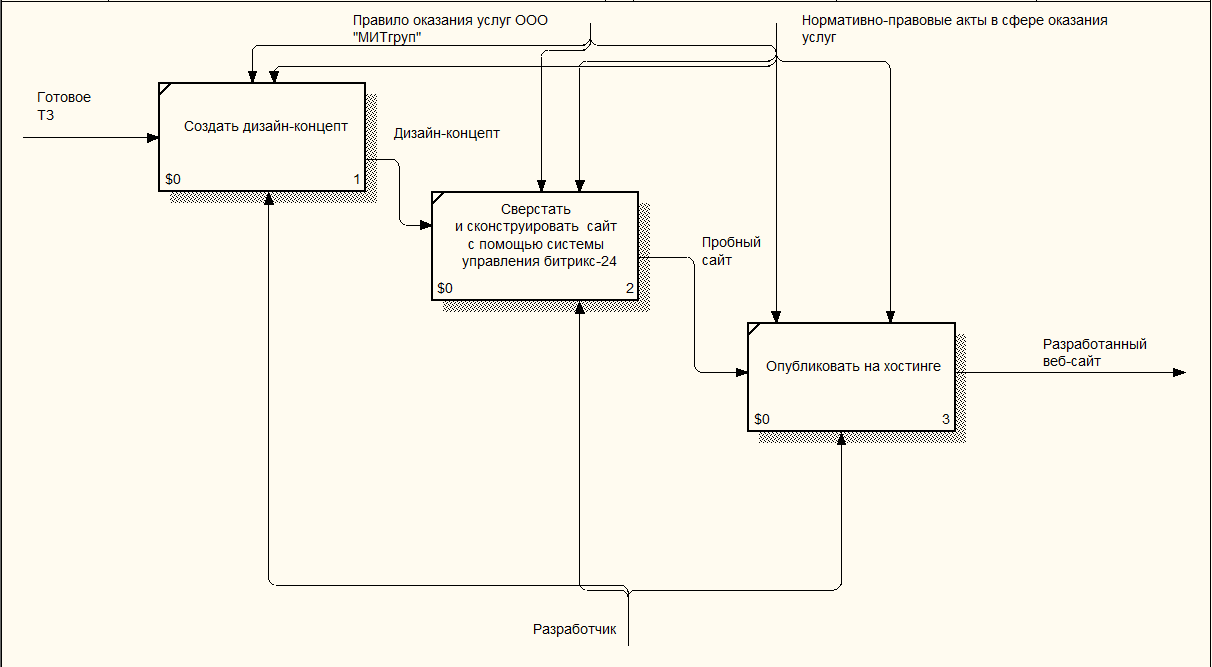 Правило оказания услуг ООО
"МИТгруп"
Нормативно-правовые акты в сфере оказания
услуг
Готовое
ТЗ
Создать дизайн-концепт
$0
1
Дизайн-концепт
Сверстать
и сконструировать сайт
с помощью системы
управления битрикс-24
$0
2
Пробный
сайт
Опубликовать на хостинге
$0
3
Разработанный
веб-сайт
Разработчик